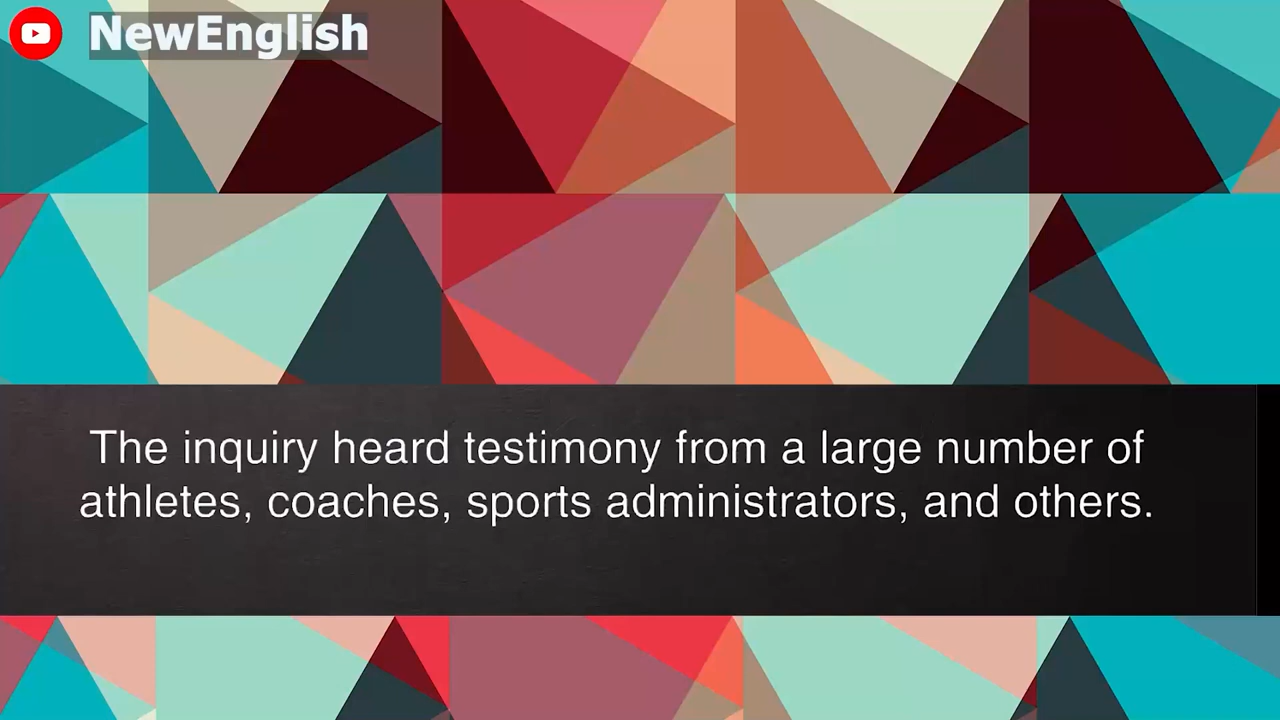 NewEnglish
The inquiry heard testimony from a large number of
athletes, coaches, sports administrators, and others.